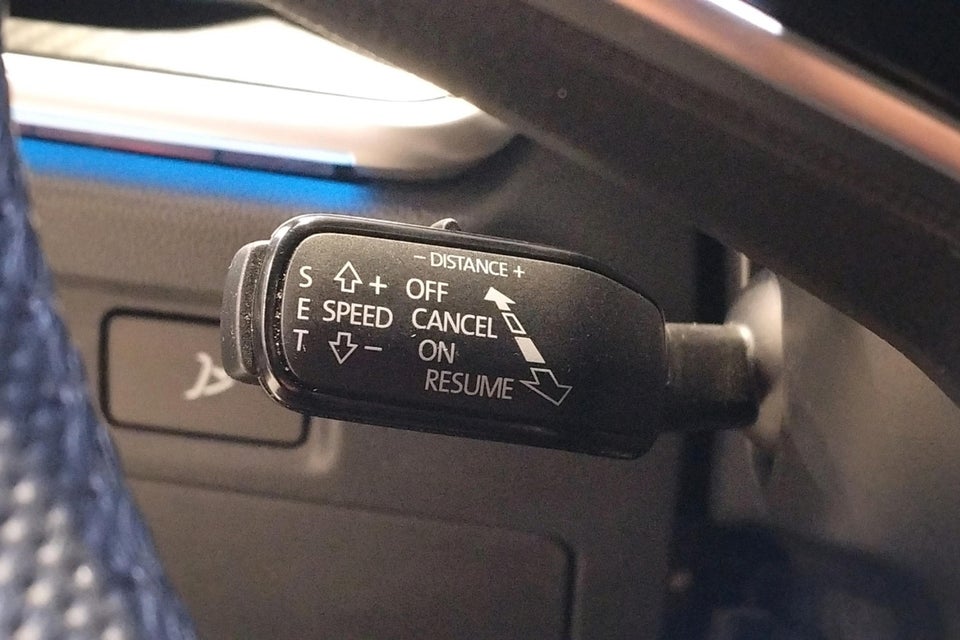 - DISTANCE +
S + OFF
E SPEED CANCEL
T - ON
RESUME